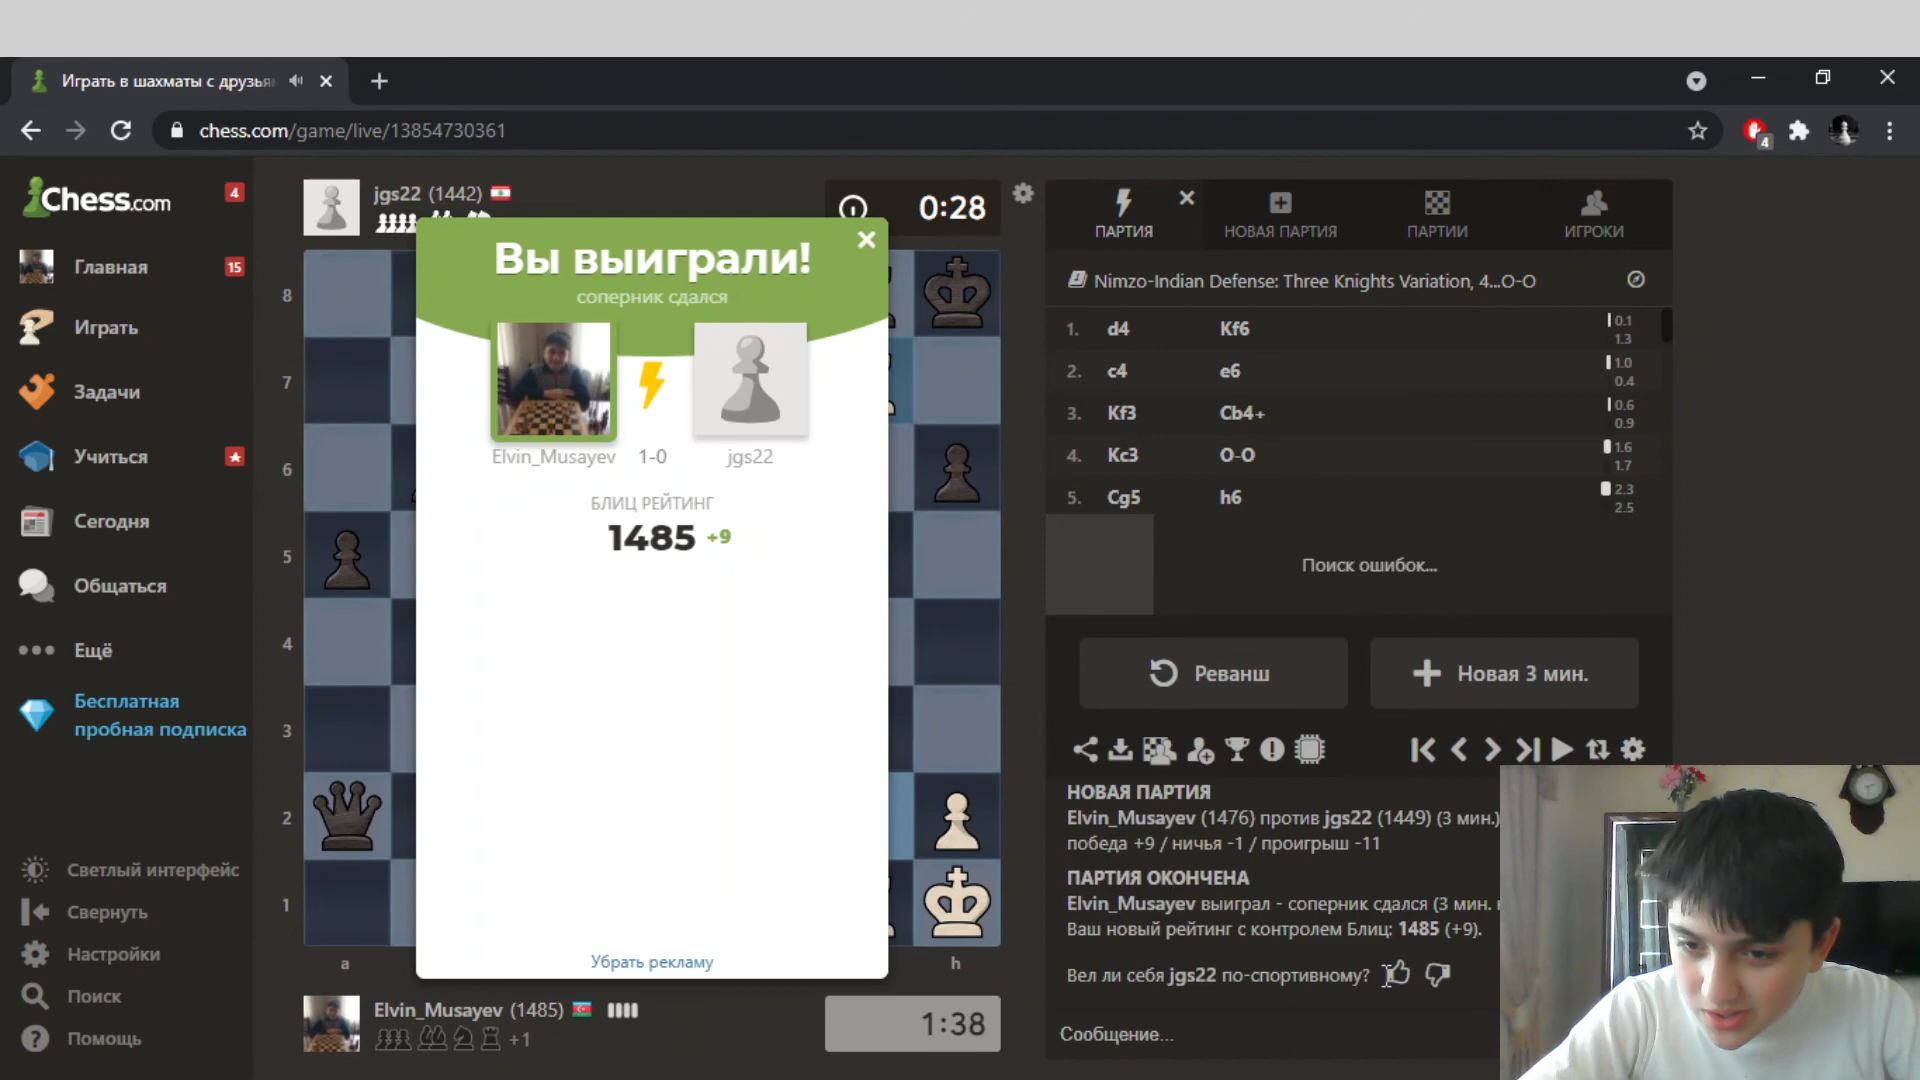 Играть в шахматы с друзья
chess.com/game/live/13854730361
4
Chess.com
4
Главная
15
Играть
Задачи
Учиться
Сегодня
Общаться
Ещё
Бесплатная
пробная подписка
Светлый интерфейс
Свернуть
Настройки
Поиск
Помощь
jgs22 (1442)
0:28
8
7
6
5
4
3
2
1
a
h
Вы выиграли!
соперник сдался
Elvin_Musayev
1-0
jgs22
БЛИЦ РЕЙТИНГ
1485 +9
Убрать рекламу
Elvin_Musayev (1485)
+1
1:38
ПАРТИЯ
НОВАЯ ПАРТИЯ
ПАРТИИ
ИГРОКИ
Nimzo-Indian Defense: Three Knights Variation, 4...O-O
1. d4 Kf6 0.1
1.3
2. c4 e6 1.0
0.4
3. Kf3 Cb4+ 0.6
0.9
4. Kc3 O-O 1.6
1.7
5. Cg5 h6 2.3
2.5
Поиск ошибок...
Реванш
Новая 3 мин.
НОВАЯ ПАРТИЯ
Elvin_Musayev (1476) против jgs22 (1449) (3 мин.)
победа +9 / ничья -1 / проигрыш -11
ПАРТИЯ ОКОНЧЕНА
Elvin_Musayev выиграл - соперник сдался (3 мин.
Ваш новый рейтинг с контролем Блиц: 1485 (+9).
Вел ли себя jgs22 по-спортивному?
Сообщение...